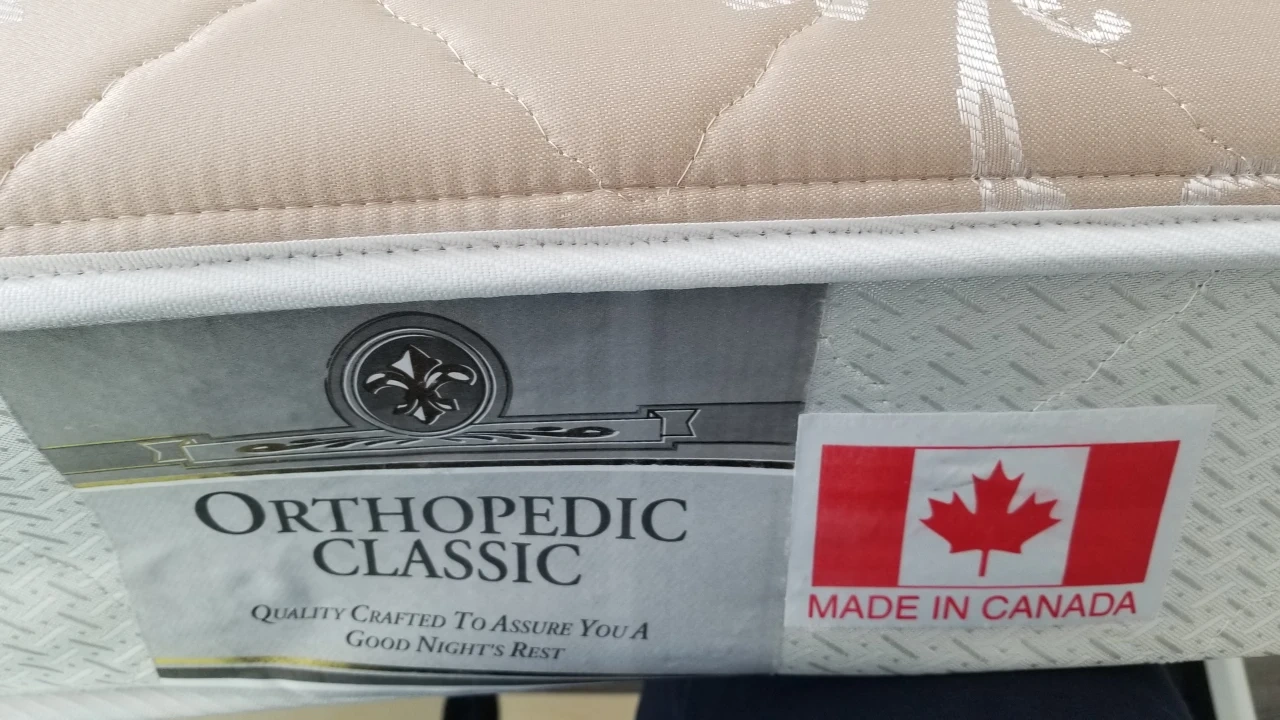 ORTHOPEDIC
CLASSIC
QUALITY CRAFTED TO ASSURE YOU A
GOOD NIGHT'S REST
MADE IN CANADA